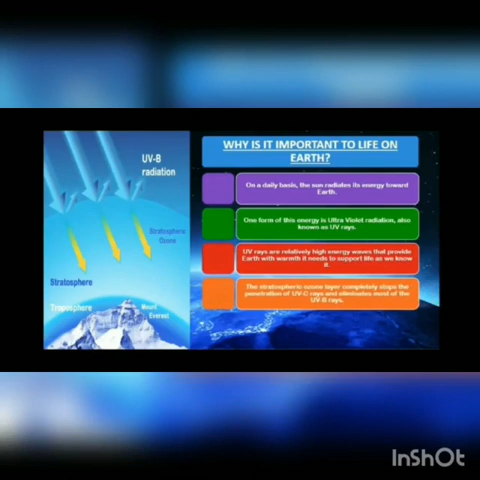 UV-B
radiation
Stratospheric
Ozone
Stratosphere
Troposphere
Mount
Everest
WHY IS IT IMPORTANT TO LIFE ON
EARTH?
On a daily basis, the sun radiates its energy toward
Earth.
One form of this energy is Ultra Violet radiation, also
known as UV rays.
UV rays are relatively high energy waves that provide
Earth with warmth it needs to support life as we know
it.
The stratospheric ozone layer completely stops the
penetration of UV-C rays and eliminates most of the
UV-B rays.
InShOt